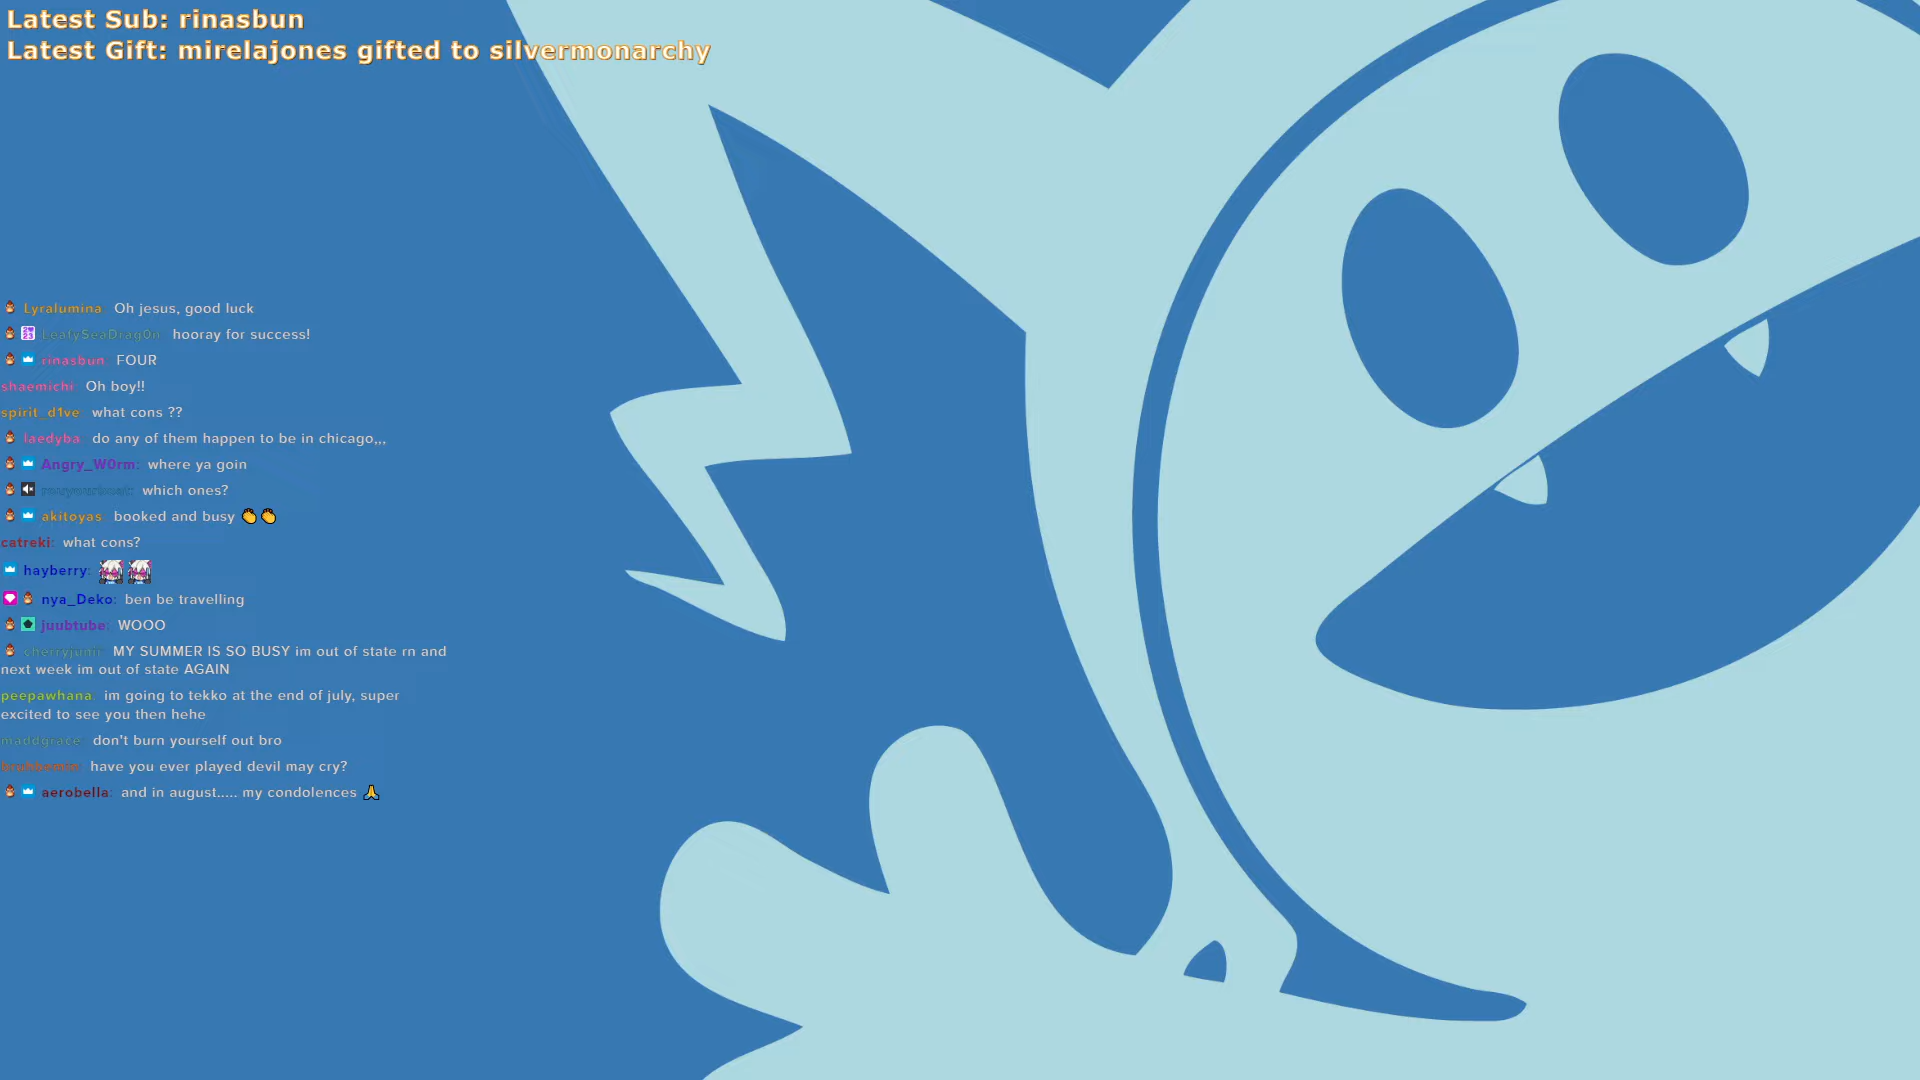 Latest Sub: rinasbun
Latest Gift: mirelajones gifted to silvermonarchy
Lyralumina: Oh jesus, good luck
LeafySeaDrag0n: hooray for success!
rinasbun: FOUR
shaemichi: Oh boy!!
spirit_d1ve: what cons ??
laedyba: do any of them happen to be in chicago,,,
Angry_W0rm: where ya goin
which ones?
akitoyas: booked and busy 👏👏
catreki: what cons?
hayberry:
nya_Deko: ben be travelling
juubtube: WOOO
cherryjunii: MY SUMMER IS SO BUSY im out of state rn and
next week im out of state AGAIN
peepawhana: im going to tekko at the end of july, super
excited to see you then hehe
maddgrace: don't burn yourself out bro
have you ever played devil may cry?
aerobella: and in august..... my condolences 🙏